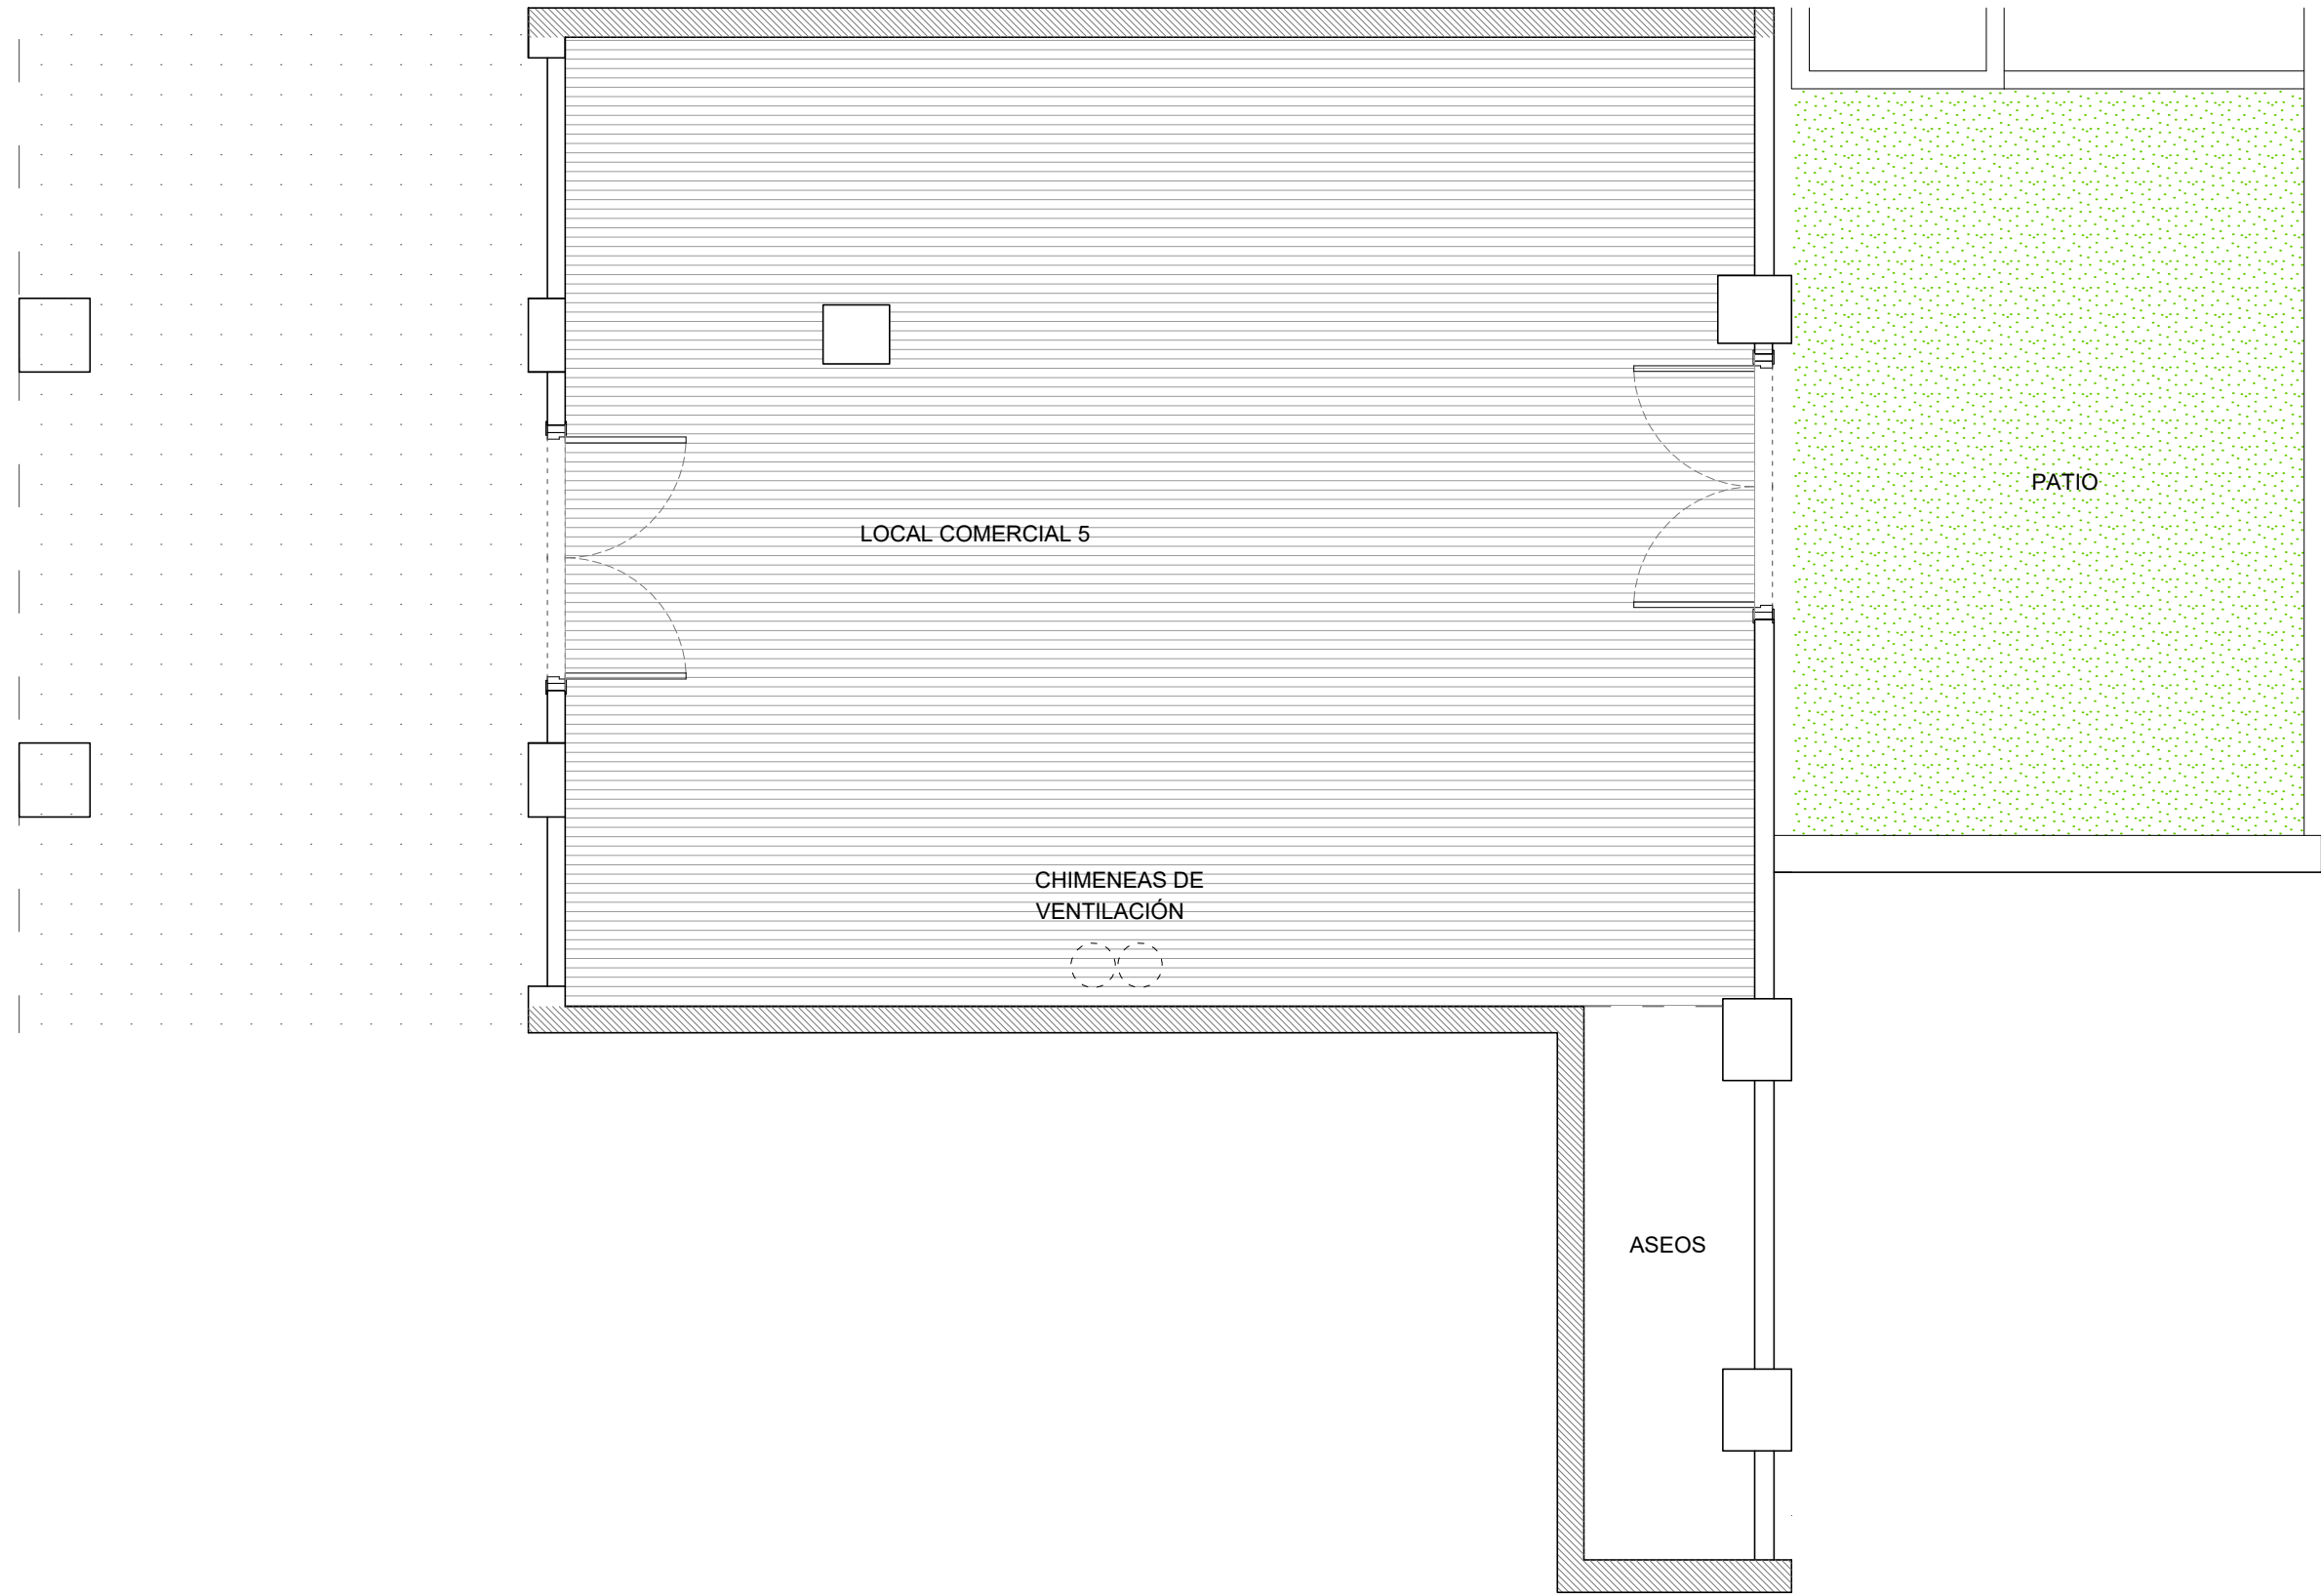 PATIO
LOCAL COMERCIAL 5
CHIMENEAS DE
VENTILACIÓN
ASEOS